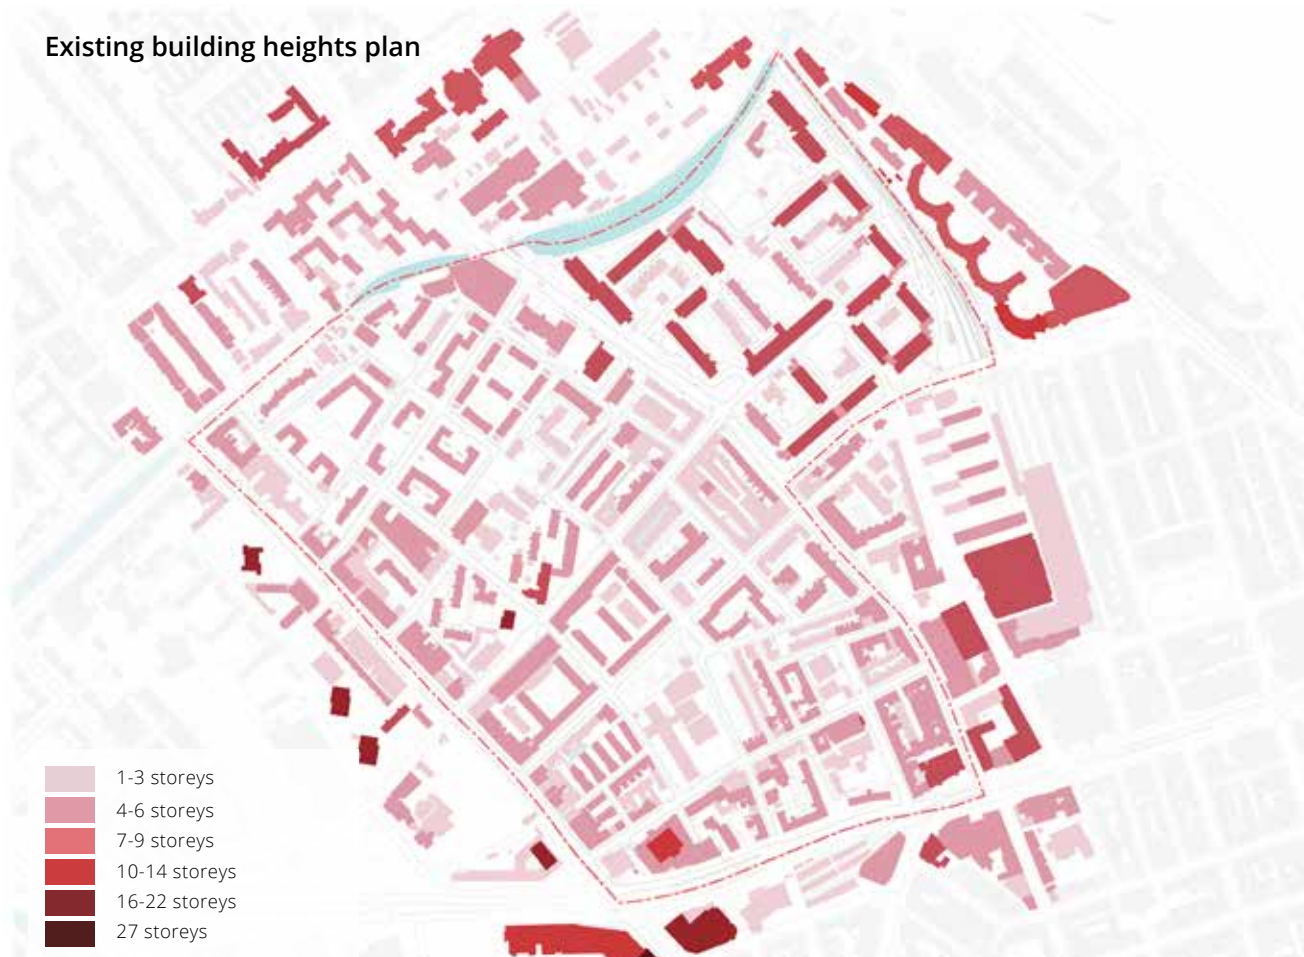 Existing building heights plan
1-3 storeys
4-6 storeys
7-9 storeys
10-14 storeys
16-22 storeys
27 storeys